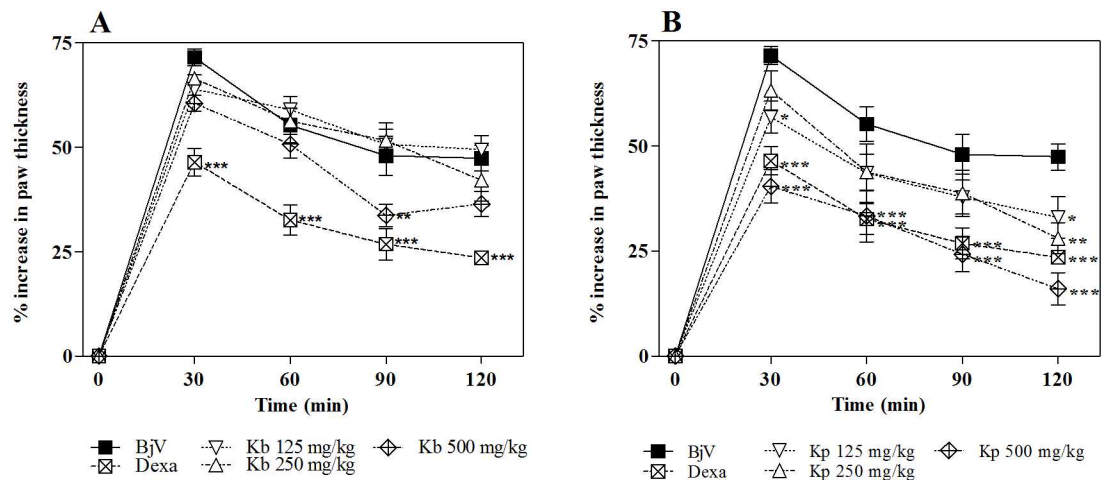 A
75
50
25
0
% increase in paw thickness
***
***
**
***
***
0
30
60
90
120
Time (min)
BjV
Kb 125 mg/kg
Kb 500 mg/kg
Dexa
Kb 250 mg/kg
B
75
50
25
0
% increase in paw thickness
*
***
***
***
***
***
***
*
**
***
***
0
30
60
90
120
Time (min)
BjV
Kp 125 mg/kg
Kp 500 mg/kg
Dexa
Kp 250 mg/kg